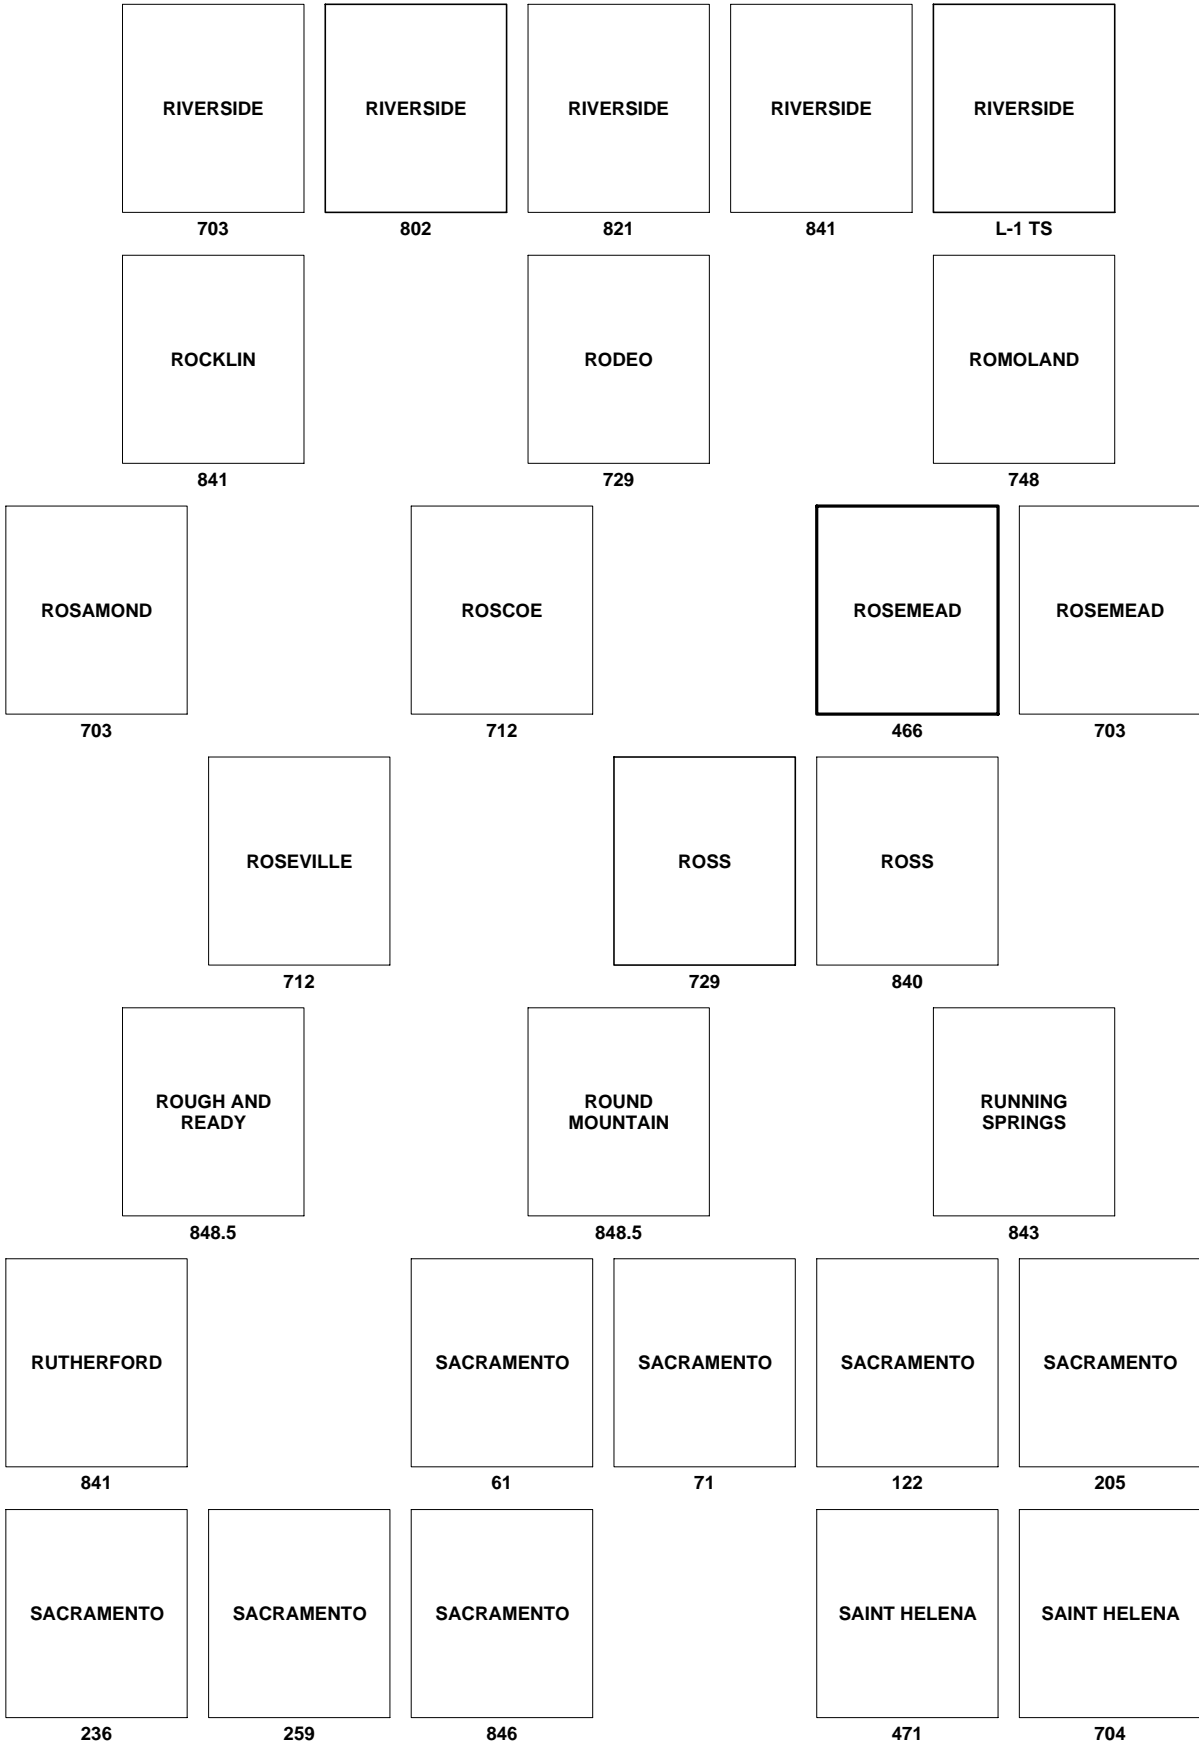 RIVERSIDE RIVERSIDE RIVERSIDE RIVERSIDE RIVERSIDE
703 802 821 841 L-1 TS
ROCKLIN RODEO ROMOLAND
841 729 748
ROSAMOND ROSCOE ROSEMEAD ROSEMEAD
703 712 466 703
ROSEVILLE ROSS ROSS
712 729 840
ROUGH AND ROUND RUNNING
READY MOUNTAIN SPRINGS
848.5 848.5 843
RUTHERFORD SACRAMENTO SACRAMENTO SACRAMENTO SACRAMENTO
841 61 71 122 205
SACRAMENTO SACRAMENTO SACRAMENTO SAINT HELENA SAINT HELENA
236 259 846 471 704